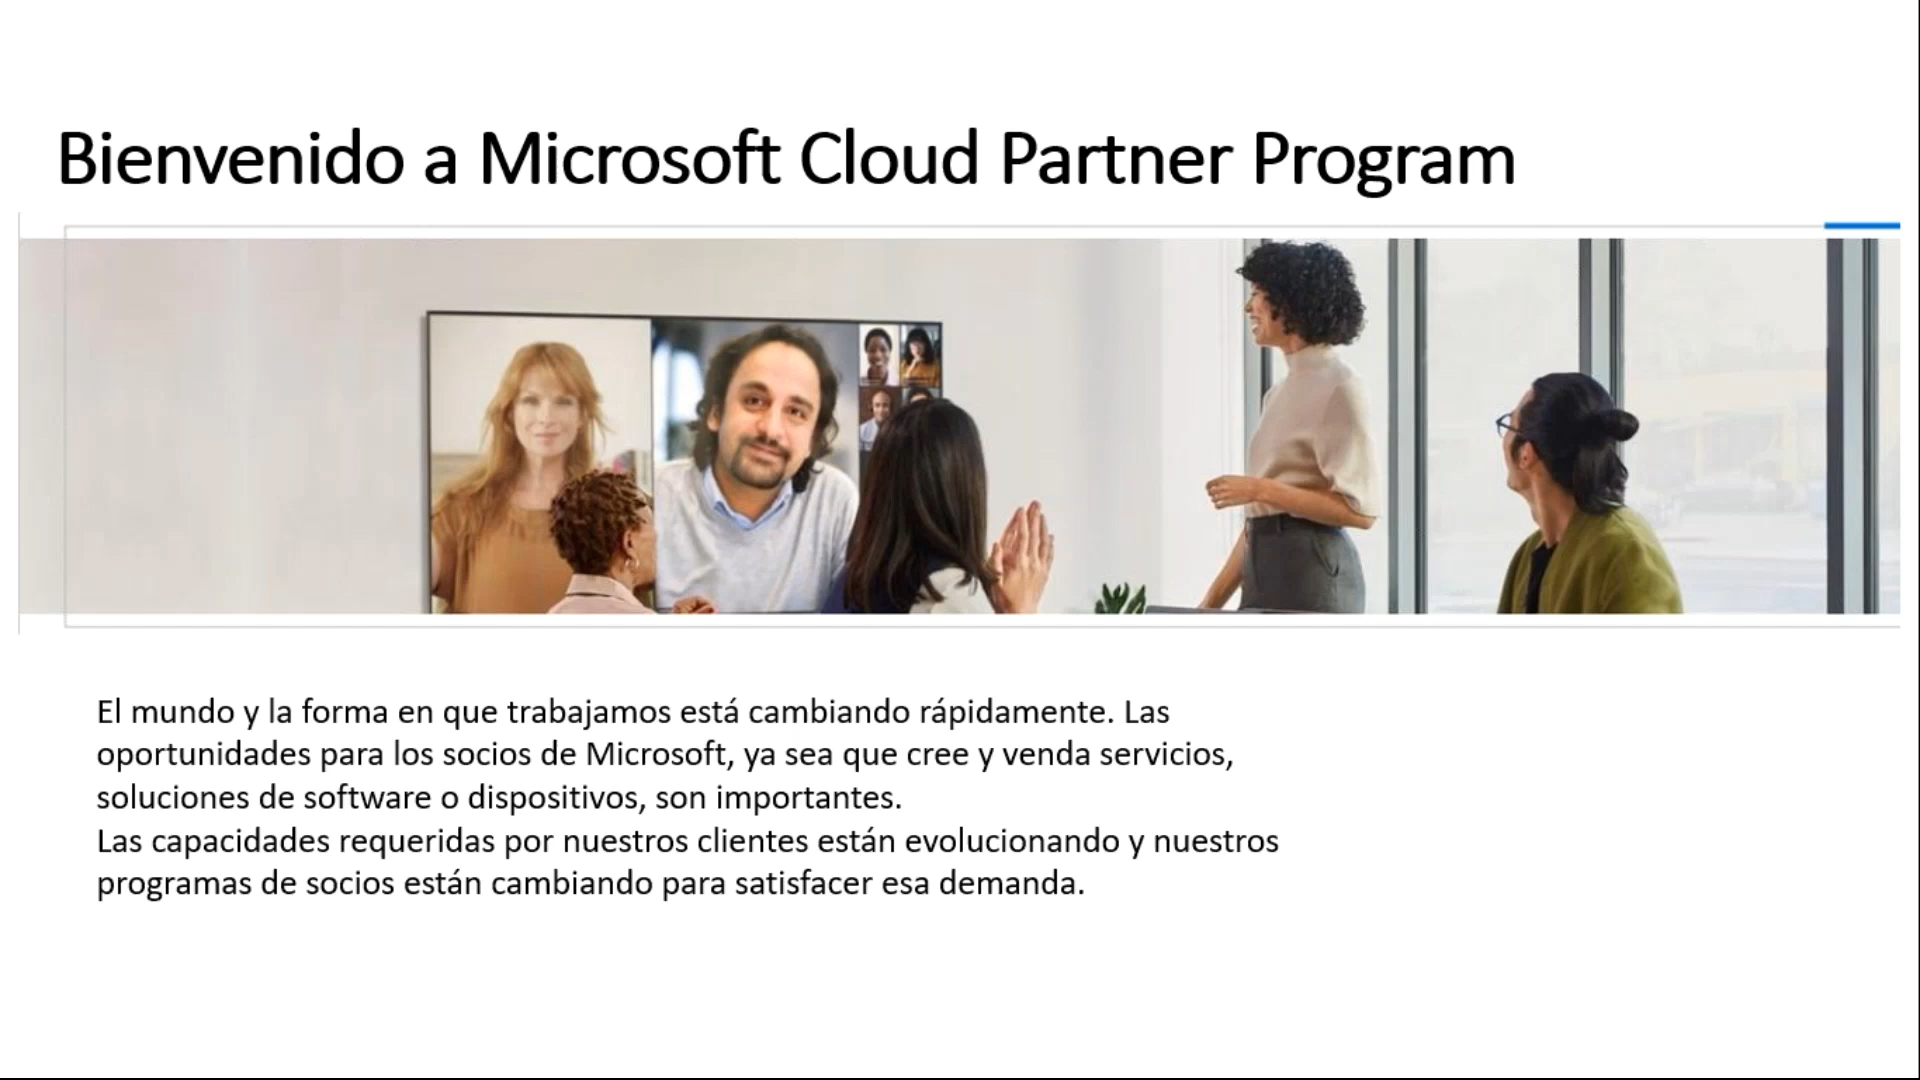 Bienvenido a Microsoft Cloud Partner Program
El mundo y la forma en que trabajamos está cambiando rápidamente. Las
oportunidades para los socios de Microsoft, ya sea que cree y venda servicios,
soluciones de software o dispositivos, son importantes.
Las capacidades requeridas por nuestros clientes están evolucionando y nuestros
programas de socios están cambiando para satisfacer esa demanda.